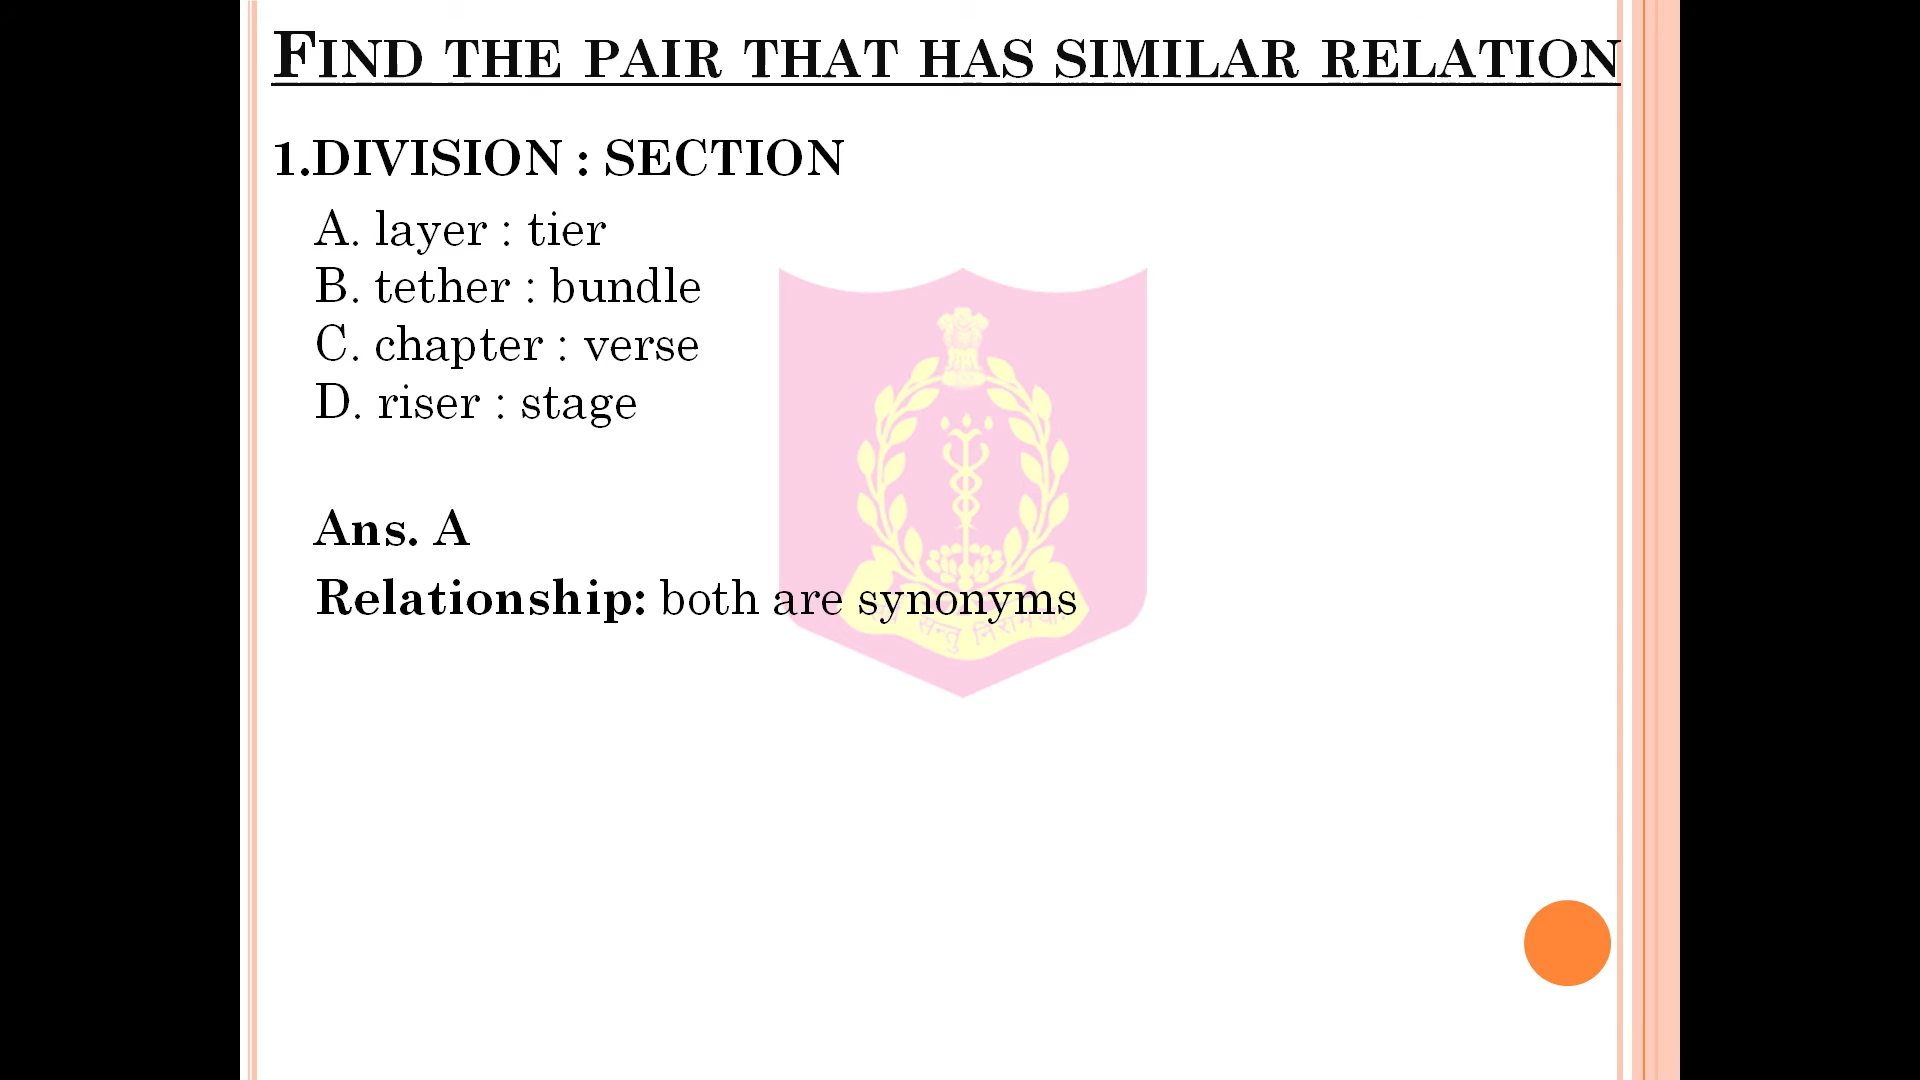 FIND THE PAIR THAT HAS SIMILAR RELATION
1.DIVISION : SECTION
A. layer : tier
B. tether : bundle
C. chapter : verse
D. riser : stage
Ans. A
Relationship: both are synonyms
सन्तु